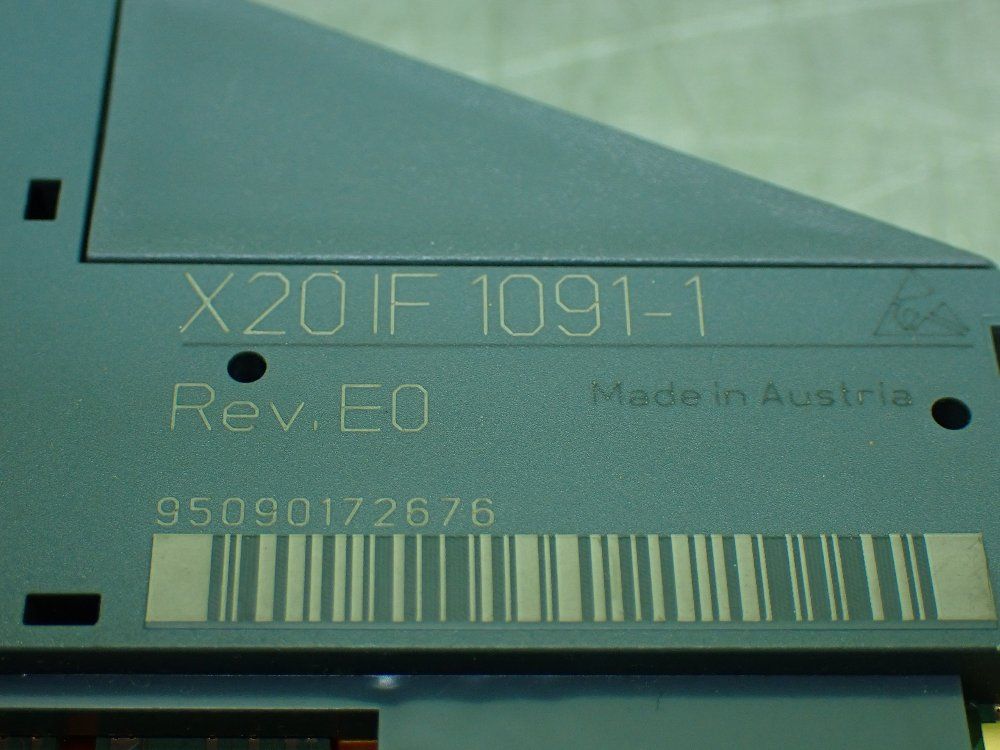 X20 IF 1091-1
Rev. E0
Made in Austria
95090172676